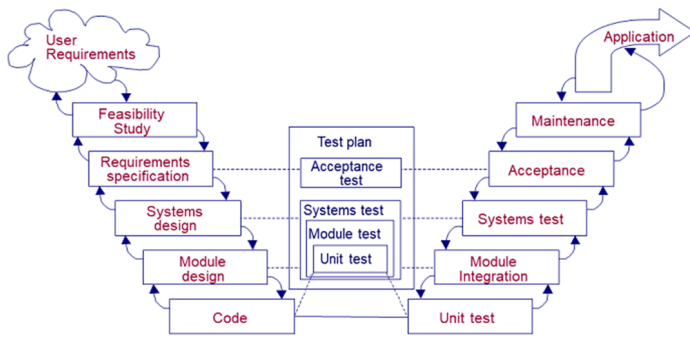 User
Requirements
Application
Feasibility
Study
Maintenance
Test plan
Requirements
specification
Acceptance
test
Acceptance
Systems
design
Systems test
Systems test
Module test
Module
design
Unit test
Module
Integration
Code
Unit test